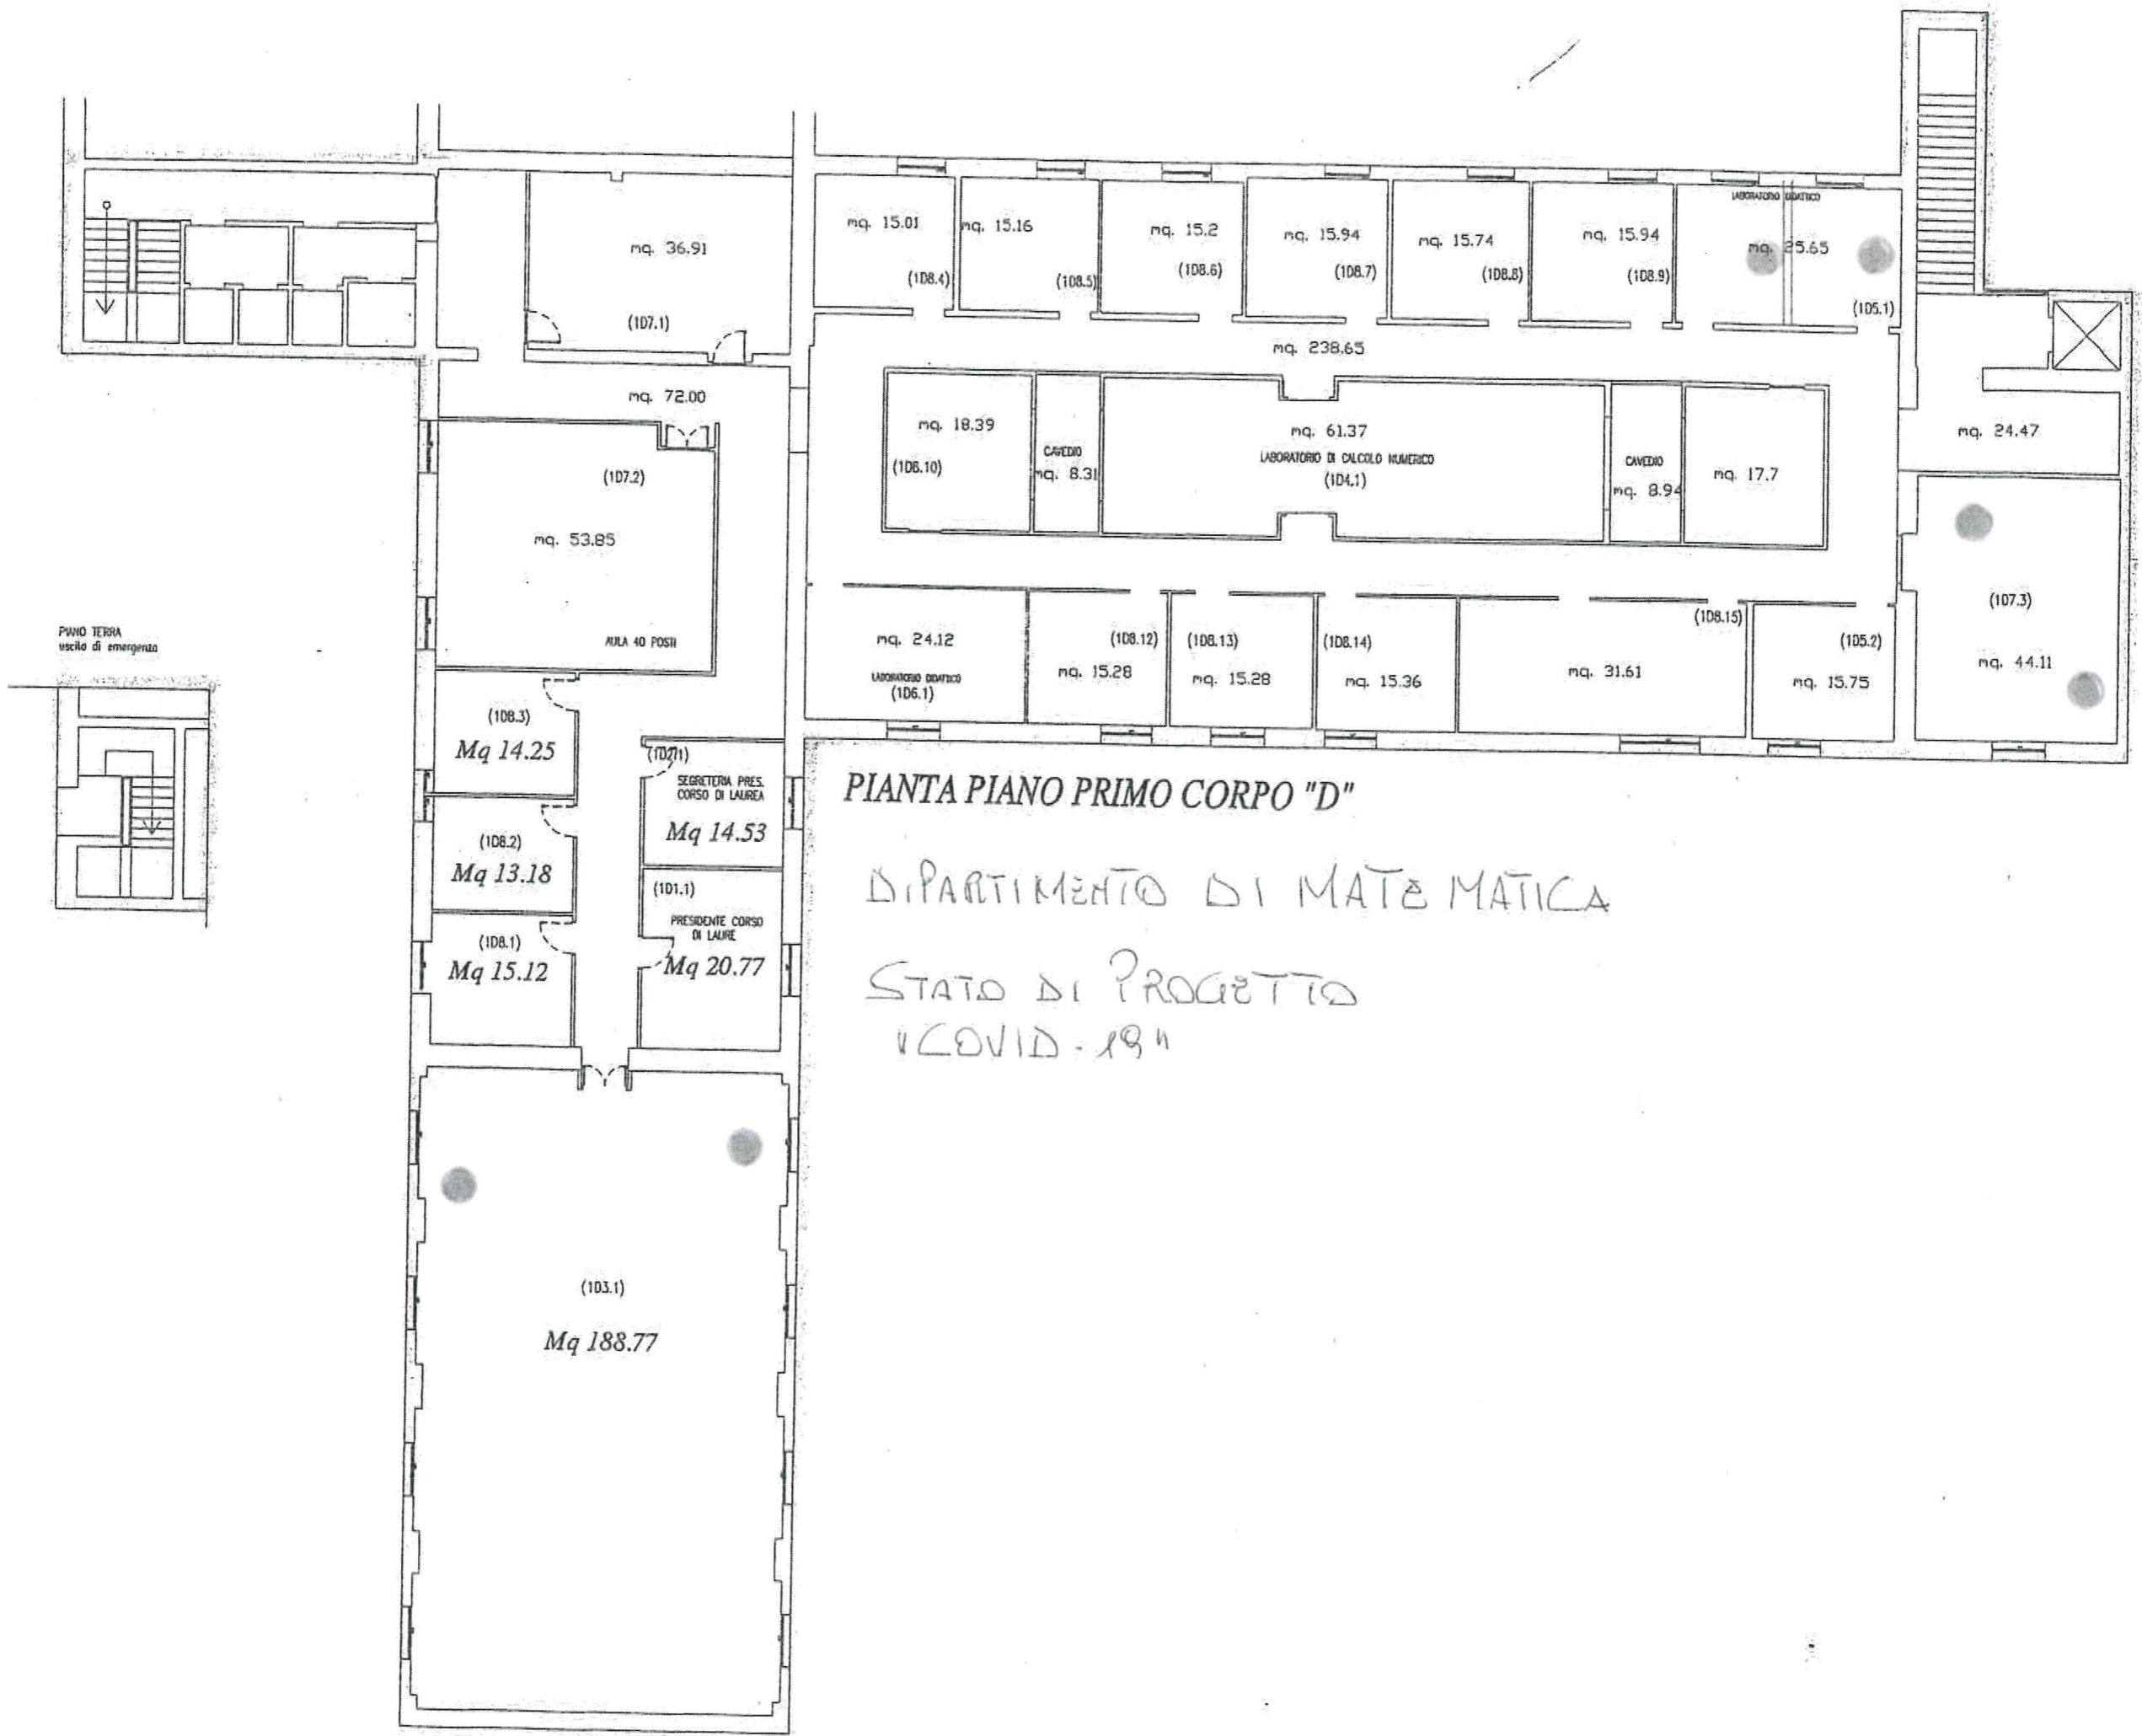 mq. 36.91
(1D7.1)
mq. 72.00
(1D7.2)
mq. 53.85
AULA 40 POSTI
mq. 15.01
(1D8.4)
mq. 15.16
(1D8.5)
mq. 15.2
(1D8.6)
mq. 15.94
(1D8.7)
mq. 15.74
(1D8.8)
mq. 15.94
(1D8.9)
LABORATORIO DIDATTICO
mq. 25.65
(1D5.1)
mq. 238.65
mq. 18.39
(1D8.10)
CAVEDIO
mq. 8.31
mq. 61.37
LABORATORIO DI CALCOLO NUMERICO
(1D4.1)
CAVEDIO
mq. 8.94
mq. 17.7
mq. 24.47
(1D7.3)
mq. 44.11
mq. 24.12
LABORATORIO DIDATTICO
(1D6.1)
(1D8.12)
mq. 15.28
(1D8.13)
mq. 15.28
(1D8.14)
mq. 15.36
(1D8.15)
mq. 31.61
(1D5.2)
mq. 15.75
PIANO TERRA
uscita di emergenza
(1D8.3)
Mq 14.25
SEGRETERIA PRES.
CORSO DI LAUREA
Mq 14.53
(1D8.2)
Mq 13.18
(1D1.1)
PRESIDENTE CORSO
DI LAURE
Mq 20.77
(1D8.1)
Mq 15.12
(1D3.1)
Mq 188.77
PIANTA PIANO PRIMO CORPO "D"
DIPARTIMENTO DI MATEMATICA
STATO DI PROGETTO
"COVID-19"